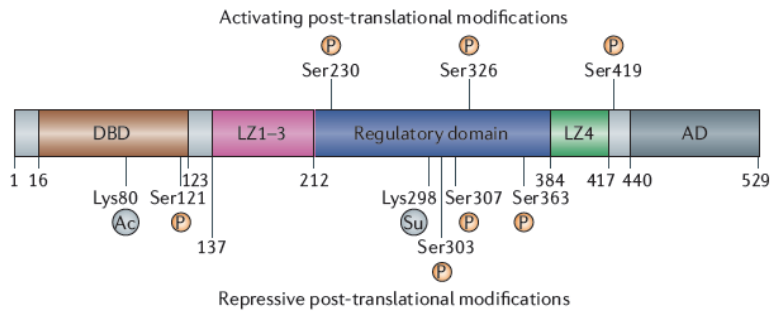 Activating post-translational modifications
P P P
Ser230 Ser326 Ser419
DBD LZ1–3 Regulatory domain LZ4 AD
1 16 123 212 384 417 440 529
Lys80 Ser121 Lys298 Ser307 Ser363
Ac P Su P P
137 Ser303
P
Repressive post-translational modifications